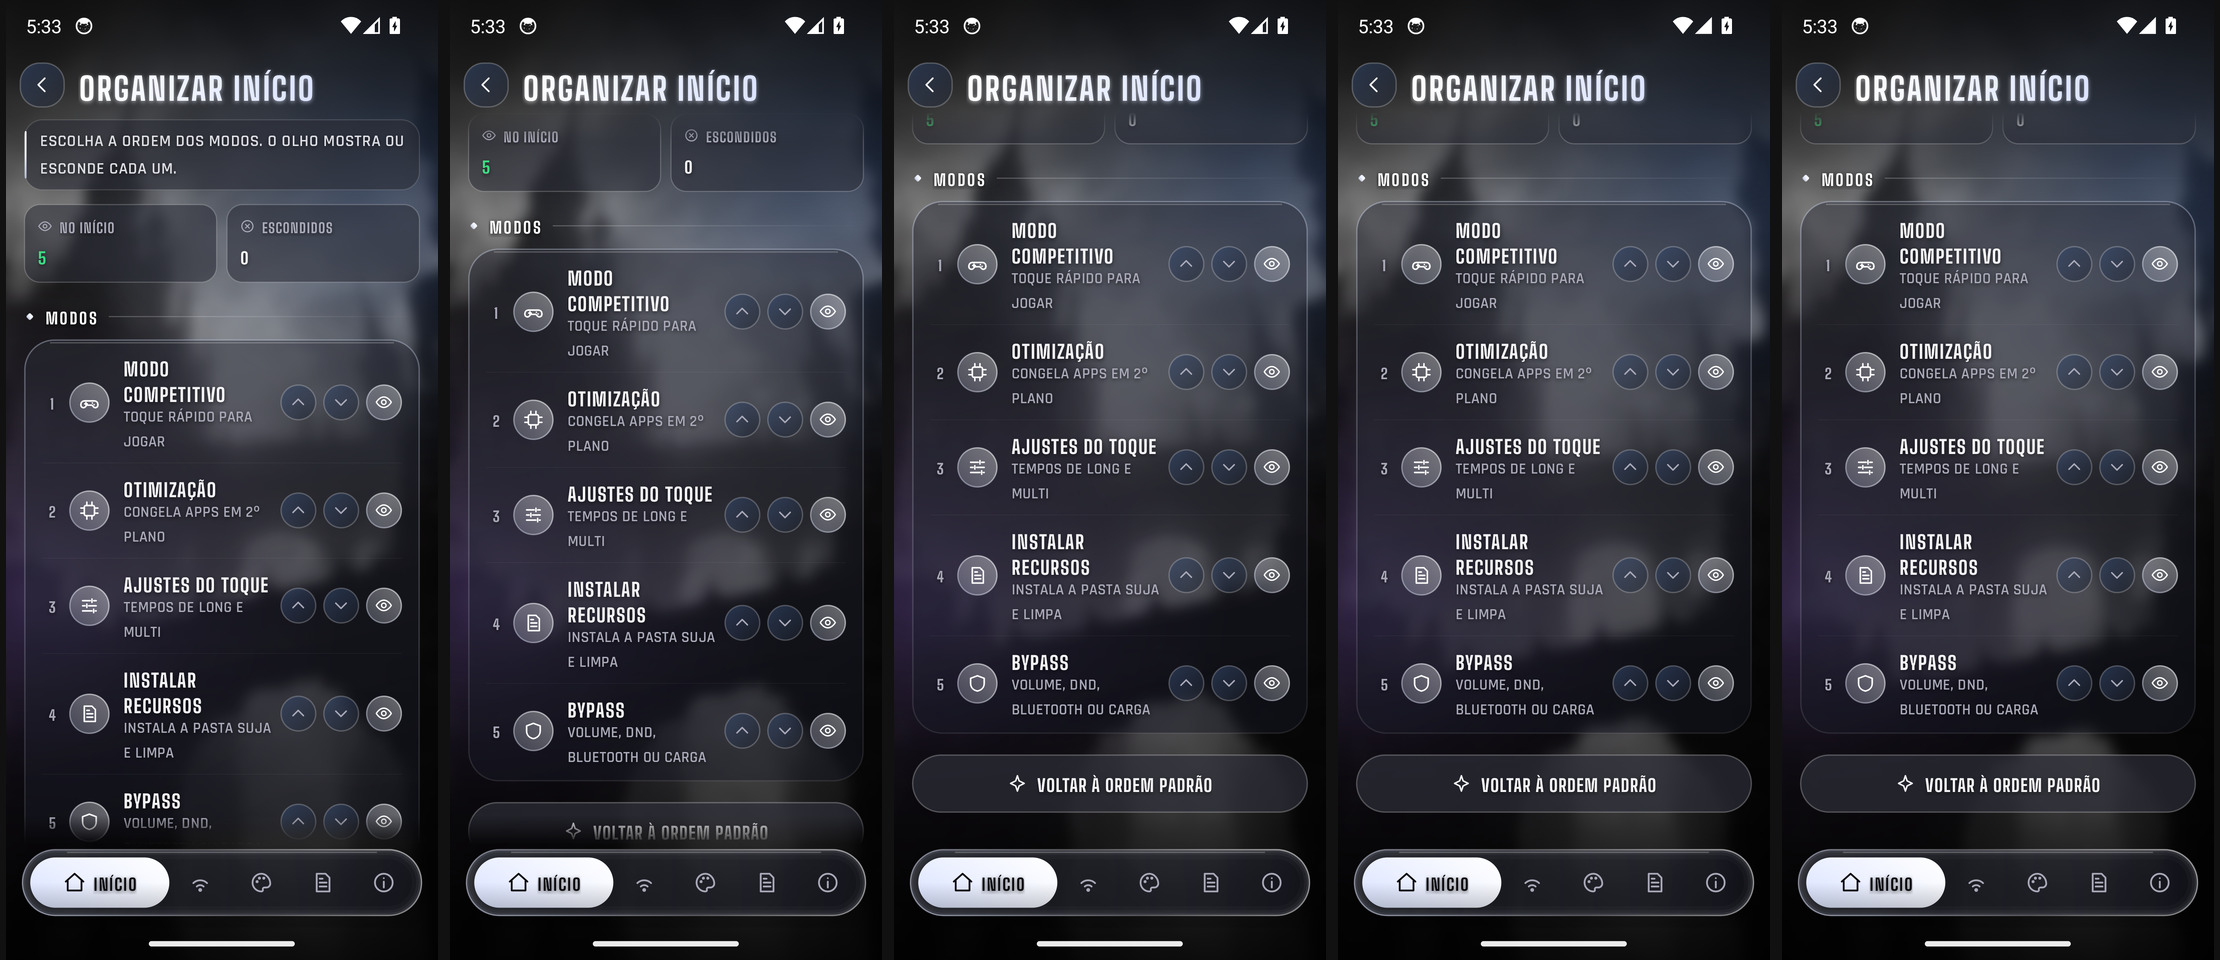 5:33
ORGANIZAR INÍCIO
ESCOLHA A ORDEM DOS MODOS. O OLHO MOSTRA OU
ESCONDE CADA UM.
NO INÍCIO
5
ESCONDIDOS
0
MODOS
1
MODO
COMPETITIVO
TOQUE RÁPIDO PARA
JOGAR
2
OTIMIZAÇÃO
CONGELA APPS EM 2º
PLANO
3
AJUSTES DO TOQUE
TEMPOS DE LONG E
MULTI
4
INSTALAR
RECURSOS
INSTALA A PASTA SUJA
E LIMPA
5
BYPASS
VOLUME, DND,
INÍCIO
5:33
ORGANIZAR INÍCIO
NO INÍCIO
5
ESCONDIDOS
0
MODOS
1
MODO
COMPETITIVO
TOQUE RÁPIDO PARA
JOGAR
2
OTIMIZAÇÃO
CONGELA APPS EM 2º
PLANO
3
AJUSTES DO TOQUE
TEMPOS DE LONG E
MULTI
4
INSTALAR
RECURSOS
INSTALA A PASTA SUJA
E LIMPA
5
BYPASS
VOLUME, DND,
BLUETOOTH OU CARGA
VOLTAR À ORDEM PADRÃO
INÍCIO
5:33
ORGANIZAR INÍCIO
5
0
MODOS
1
MODO
COMPETITIVO
TOQUE RÁPIDO PARA
JOGAR
2
OTIMIZAÇÃO
CONGELA APPS EM 2º
PLANO
3
AJUSTES DO TOQUE
TEMPOS DE LONG E
MULTI
4
INSTALAR
RECURSOS
INSTALA A PASTA SUJA
E LIMPA
5
BYPASS
VOLUME, DND,
BLUETOOTH OU CARGA
VOLTAR À ORDEM PADRÃO
INÍCIO
5:33
ORGANIZAR INÍCIO
5
0
MODOS
1
MODO
COMPETITIVO
TOQUE RÁPIDO PARA
JOGAR
2
OTIMIZAÇÃO
CONGELA APPS EM 2º
PLANO
3
AJUSTES DO TOQUE
TEMPOS DE LONG E
MULTI
4
INSTALAR
RECURSOS
INSTALA A PASTA SUJA
E LIMPA
5
BYPASS
VOLUME, DND,
BLUETOOTH OU CARGA
VOLTAR À ORDEM PADRÃO
INÍCIO
5:33
ORGANIZAR INÍCIO
5
0
MODOS
1
MODO
COMPETITIVO
TOQUE RÁPIDO PARA
JOGAR
2
OTIMIZAÇÃO
CONGELA APPS EM 2º
PLANO
3
AJUSTES DO TOQUE
TEMPOS DE LONG E
MULTI
4
INSTALAR
RECURSOS
INSTALA A PASTA SUJA
E LIMPA
5
BYPASS
VOLUME, DND,
BLUETOOTH OU CARGA
VOLTAR À ORDEM PADRÃO
INÍCIO